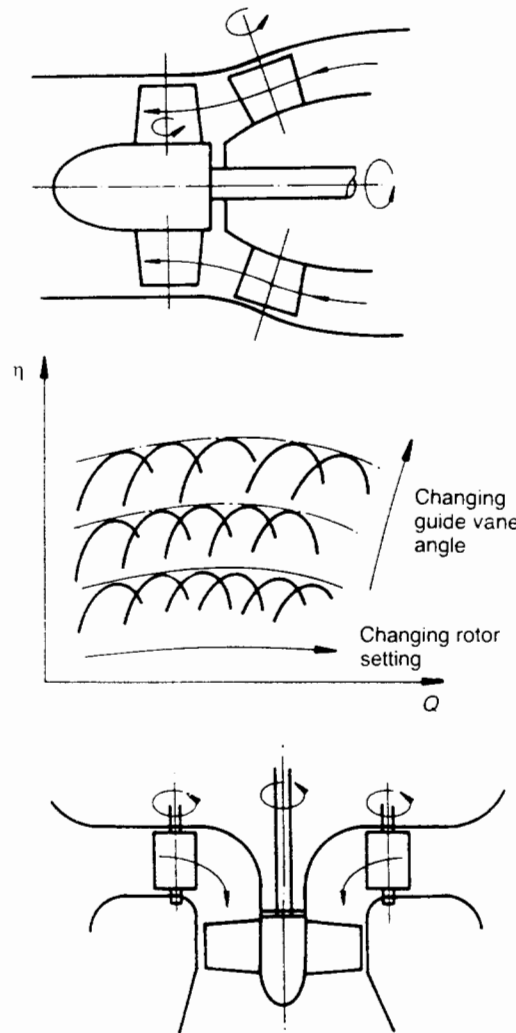 η
Changing
guide vane
angle
Changing rotor
setting
Q